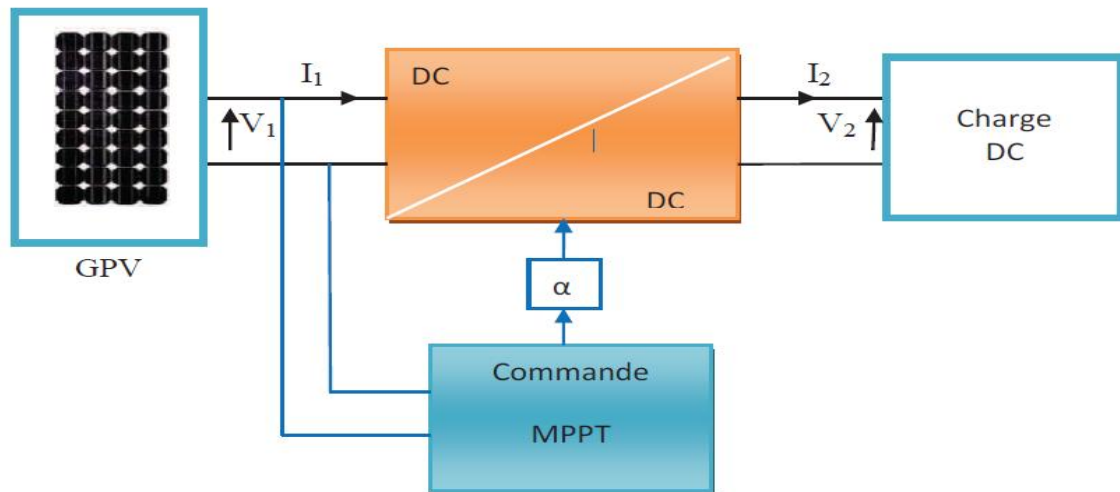 I₁
DC
I₂
V₁
V₂
Charge
DC
DC
GPV
α
Commande
MPPT